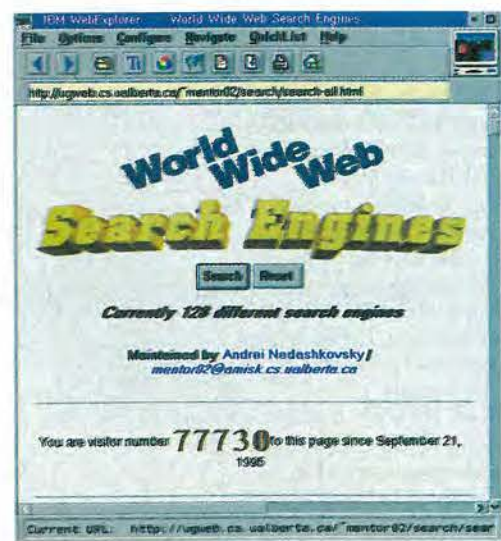 IBM WebExplorer - World Wide Web Search Engines
File Options Configure Navigate QuickList Help
http://ugweb.cs.ualberta.ca/~mentor02/search/search-all.html
World Wide Web
Search Engines
Search Reset
Currently 128 different search engines
Maintained by Andrei Nedashkovsky /
mentor02@amisk.cs.ualberta.ca
You are visitor number 77730 to this page since September 21,
1995
Current URL: http://ugweb.cs.ualberta.ca/~mentor02/search/sear